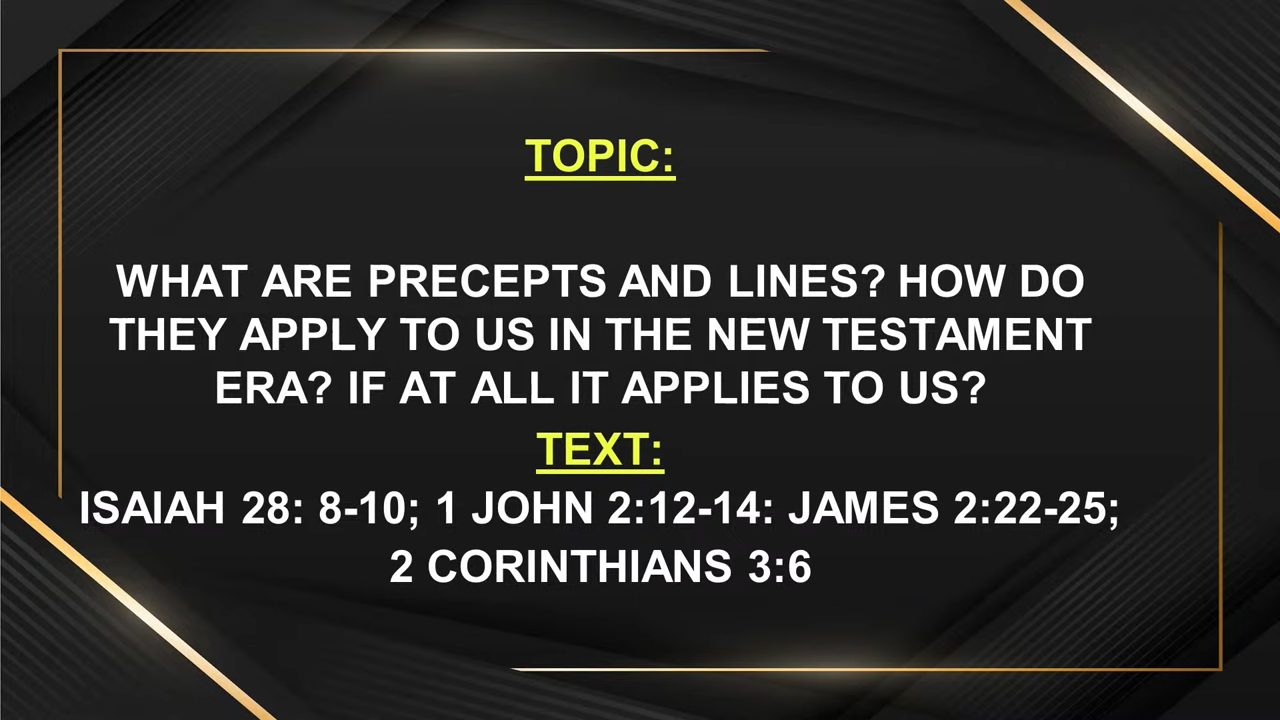 TOPIC:
WHAT ARE PRECEPTS AND LINES? HOW DO
THEY APPLY TO US IN THE NEW TESTAMENT
ERA? IF AT ALL IT APPLIES TO US?
TEXT:
ISAIAH 28: 8-10; 1 JOHN 2:12-14: JAMES 2:22-25;
2 CORINTHIANS 3:6